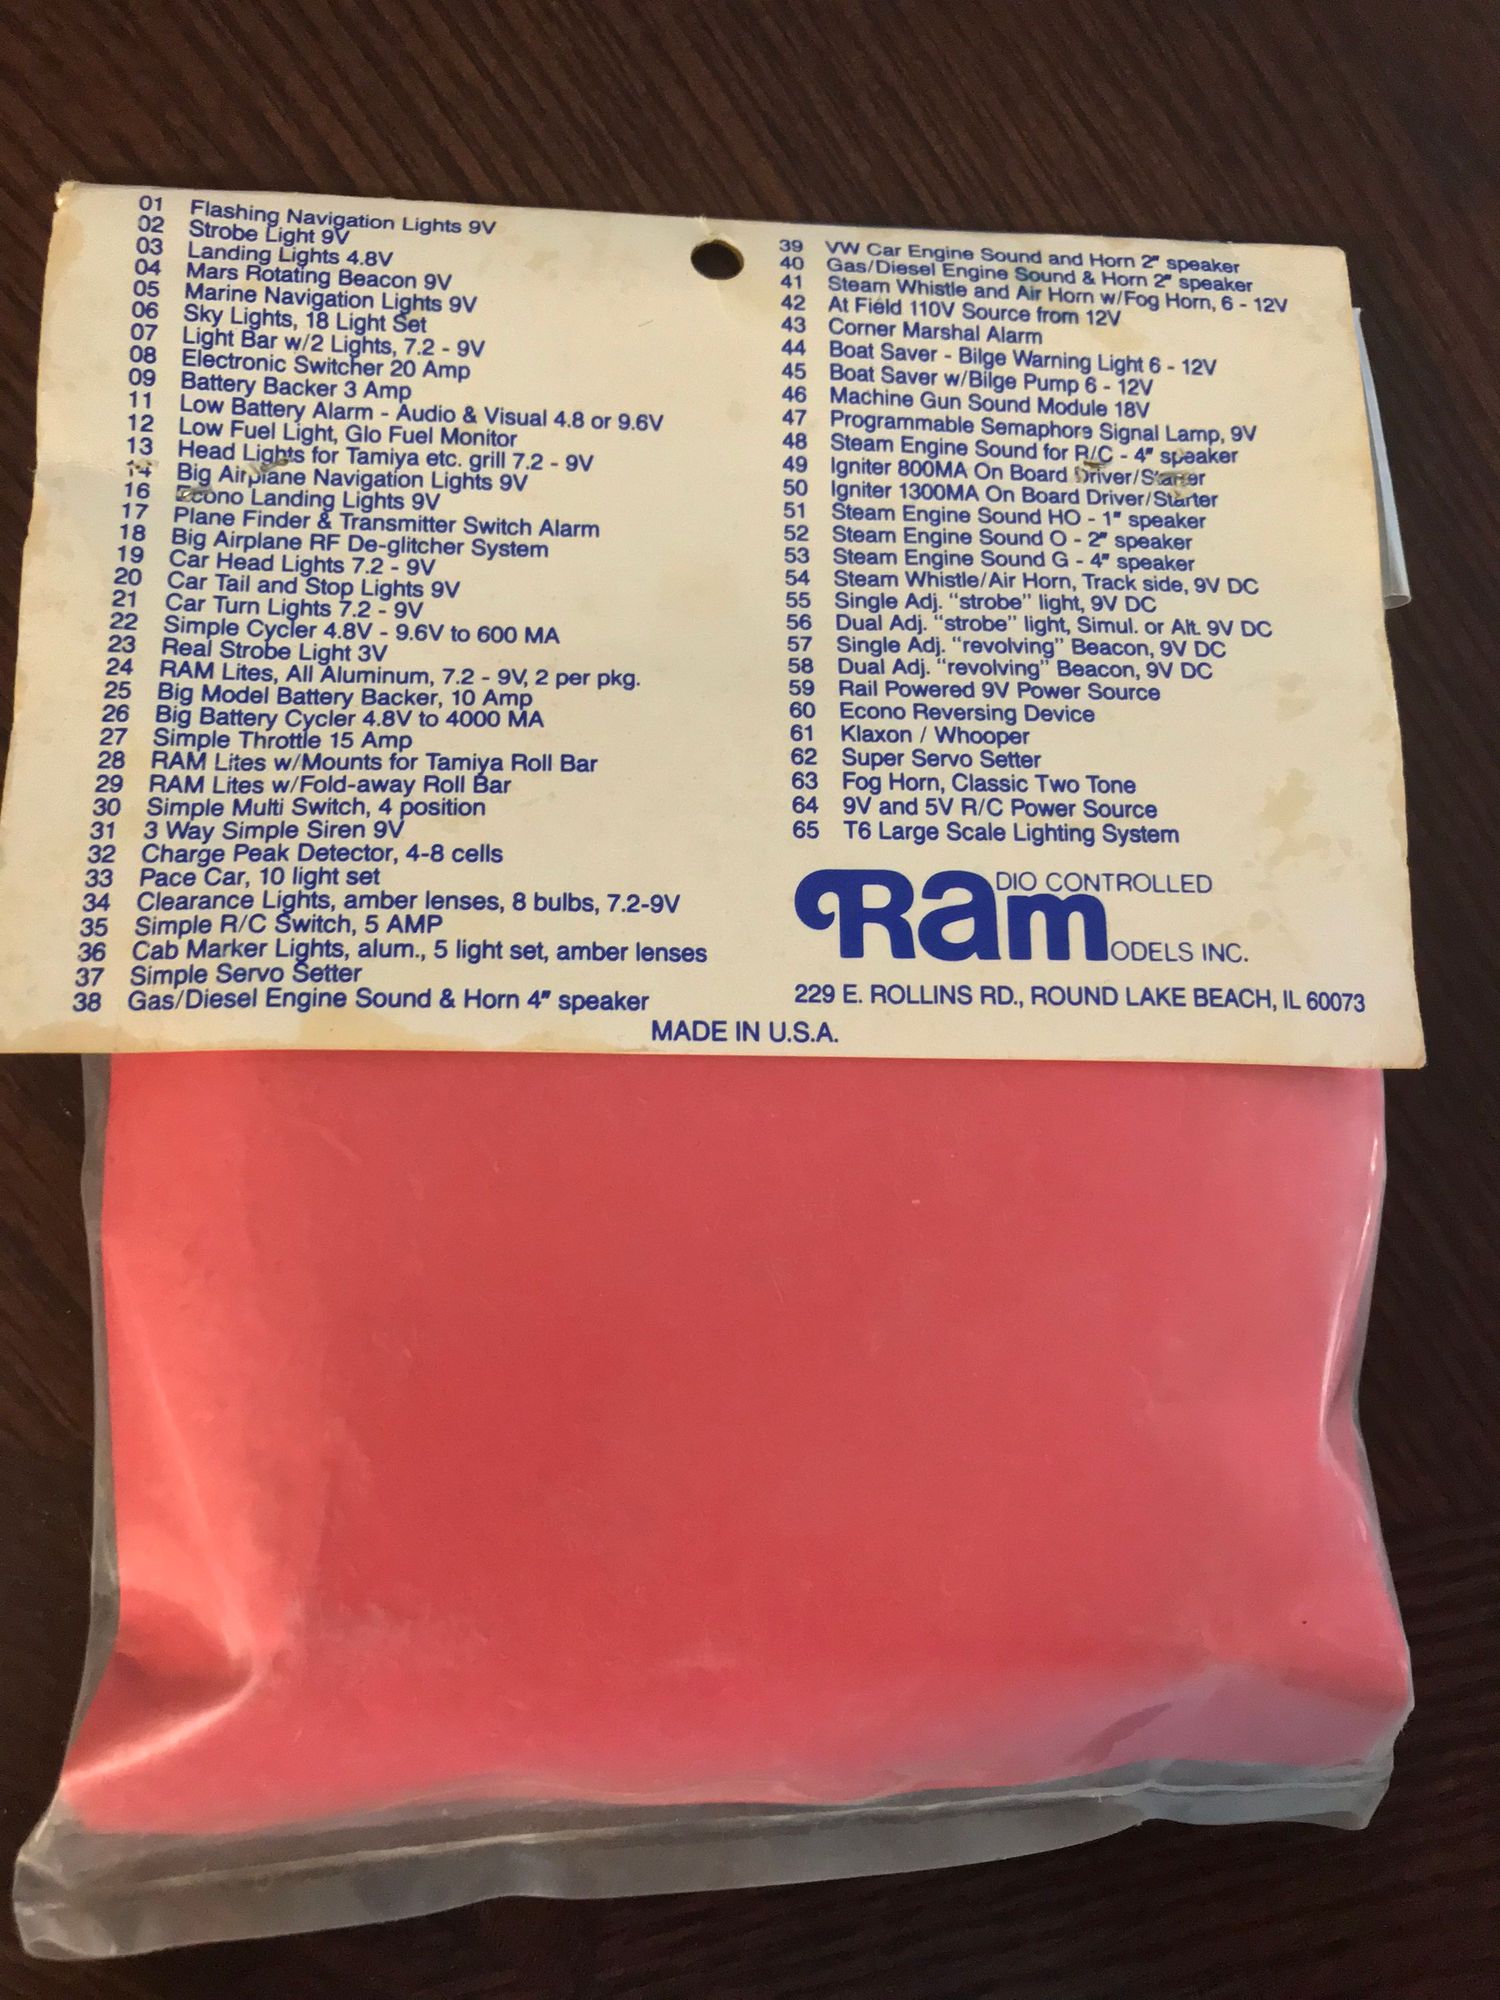 01 Flashing Navigation Lights 9V
02 Strobe Light 9V
03 Landing Lights 4.8V
04 Mars Rotating Beacon 9V
05 Marine Navigation Lights 9V
06 Sky Lights, 18 Light Set
07 Light Bar w/2 Lights, 7.2 - 9V
08 Electronic Switcher 20 Amp
09 Battery Backer 3 Amp
11 Low Battery Alarm - Audio & Visual 4.8 or 9.6V
12 Low Fuel Light, Glo Fuel Monitor
13 Head Lights for Tamiya etc. grill 7.2 - 9V
14 Big Airplane Navigation Lights 9V
16 Econo Landing Lights 9V
17 Plane Finder & Transmitter Switch Alarm
18 Big Airplane RF De-glitcher System
19 Car Head Lights 7.2 - 9V
20 Car Tail and Stop Lights 9V
21 Car Turn Lights 7.2 - 9V
22 Simple Cycler 4.8V - 9.6V to 600 MA
23 Real Strobe Light 3V
24 RAM Lites, All Aluminum, 7.2 - 9V, 2 per pkg.
25 Big Model Battery Backer, 10 Amp
26 Big Battery Cycler 4.8V to 4000 MA
27 Simple Throttle 15 Amp
28 RAM Lites w/Mounts for Tamiya Roll Bar
29 RAM Lites w/Fold-away Roll Bar
30 Simple Multi Switch, 4 position
31 3 Way Simple Siren 9V
32 Charge Peak Detector, 4-8 cells
33 Pace Car, 10 light set
34 Clearance Lights, amber lenses, 8 bulbs, 7.2-9V
35 Simple R/C Switch, 5 AMP
36 Cab Marker Lights, alum., 5 light set, amber lenses
37 Simple Servo Setter
38 Gas/Diesel Engine Sound & Horn 4" speaker
39 VW Car Engine Sound and Horn 2" speaker
40 Gas/Diesel Engine Sound & Horn 2" speaker
41 Steam Whistle and Air Horn w/Fog Horn, 6 - 12V
42 At Field 110V Source from 12V
43 Corner Marshal Alarm
44 Boat Saver - Bilge Warning Light 6 - 12V
45 Boat Saver w/Bilge Pump 6 - 12V
46 Machine Gun Sound Module 18V
47 Programmable Semaphore Signal Lamp, 9V
48 Steam Engine Sound for R/C - 4" speaker
49 Igniter 800MA On Board Driver/Starter
50 Igniter 1300MA On Board Driver/Starter
51 Steam Engine Sound HO - 1" speaker
52 Steam Engine Sound O - 2" speaker
53 Steam Engine Sound G - 4" speaker
54 Steam Whistle/Air Horn, Track side, 9V DC
55 Single Adj. "strobe" light, 9V DC
56 Dual Adj. "strobe" light, Simul. or Alt. 9V DC
57 Single Adj. "revolving" Beacon, 9V DC
58 Dual Adj. "revolving" Beacon, 9V DC
59 Rail Powered 9V Power Source
60 Econo Reversing Device
61 Klaxon / Whooper
62 Super Servo Setter
63 Fog Horn, Classic Two Tone
64 9V and 5V R/C Power Source
65 T6 Large Scale Lighting System
Ram
DIO CONTROLLED
ODELS INC.
229 E. ROLLINS RD., ROUND LAKE BEACH, IL 60073
MADE IN U.S.A.